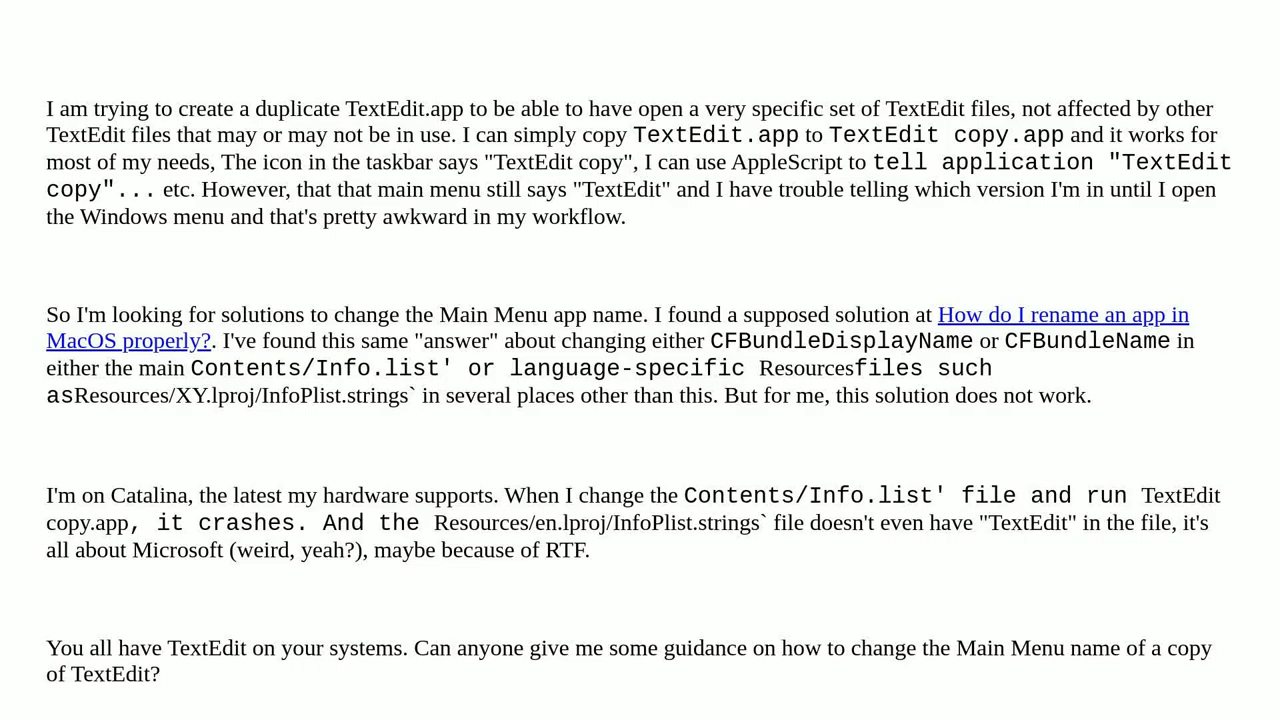 I am trying to create a duplicate TextEdit.app to be able to have open a very specific set of TextEdit files, not affected by other
TextEdit files that may or may not be in use. I can simply copy TextEdit.app to TextEdit copy.app and it works for
most of my needs, The icon in the taskbar says "TextEdit copy", I can use AppleScript to tell application "TextEdit
copy"... etc. However, that that main menu still says "TextEdit" and I have trouble telling which version I'm in until I open
the Windows menu and that's pretty awkward in my workflow.
So I'm looking for solutions to change the Main Menu app name. I found a supposed solution at How do I rename an app in
MacOS properly?. I've found this same "answer" about changing either CFBundleDisplayName or CFBundleName in
either the main Contents/Info.list' or language-specific Resourcesfiles such
asResources/XY.lproj/InfoPlist.strings` in several places other than this. But for me, this solution does not work.
I'm on Catalina, the latest my hardware supports. When I change the Contents/Info.list' file and run TextEdit
copy.app, it crashes. And the Resources/en.lproj/InfoPlist.strings` file doesn't even have "TextEdit" in the file, it's
all about Microsoft (weird, yeah?), maybe because of RTF.
You all have TextEdit on your systems. Can anyone give me some guidance on how to change the Main Menu name of a copy
of TextEdit?